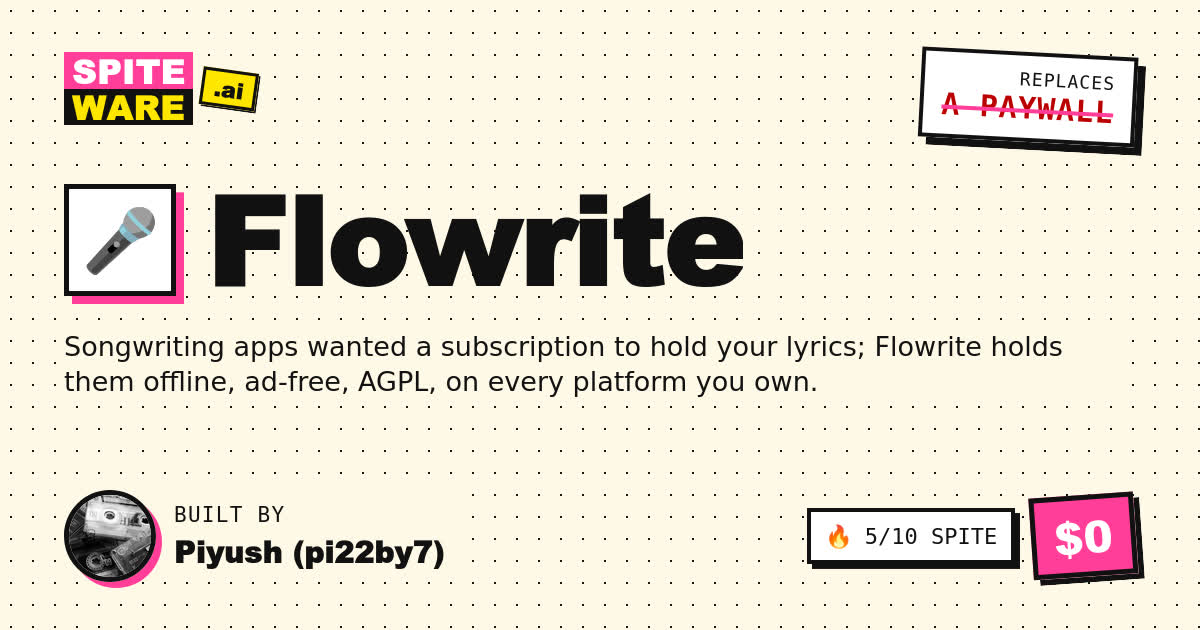 SPITE
WARE
.ai
REPLACES
A PAYWALL
Flowrite
Songwriting apps wanted a subscription to hold your lyrics; Flowrite holds
them offline, ad-free, AGPL, on every platform you own.
BUILT BY
Piyush (pi22by7)
🔥 5/10 SPITE
$0